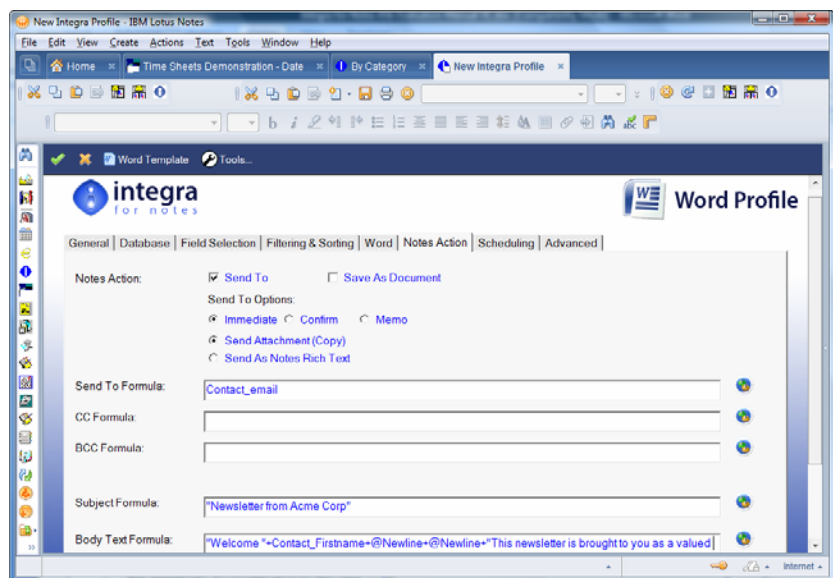 New Integra Profile - IBM Lotus Notes
File Edit View Create Actions Text Tools Window Help
Home Time Sheets Demonstration - Date By Category New Integra Profile
b i
abc
Word Template Tools...
integra
for notes
W Word Profile
General Database Field Selection Filtering & Sorting Word Notes Action Scheduling Advanced
Notes Action: Send To Save As Document
Send To Options:
Immediate Confirm Memo
Send Attachment (Copy)
Send As Notes Rich Text
Send To Formula: Contact_email
CC Formula:
BCC Formula:
Subject Formula: "Newsletter from Acme Corp"
Body Text Formula: "Welcome "+Contact_Firstname+@Newline+@Newline+"This newsletter is brought to you as a valued
Internet